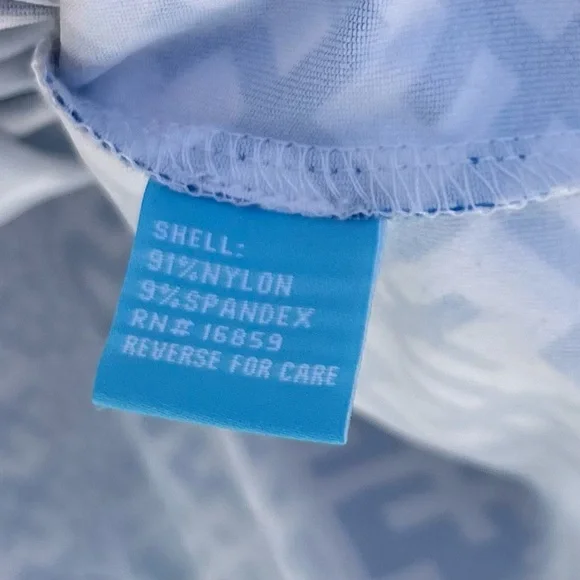 SHELL:
91%NYLON
9%SPANDEX
RN# 16859
REVERSE FOR CARE